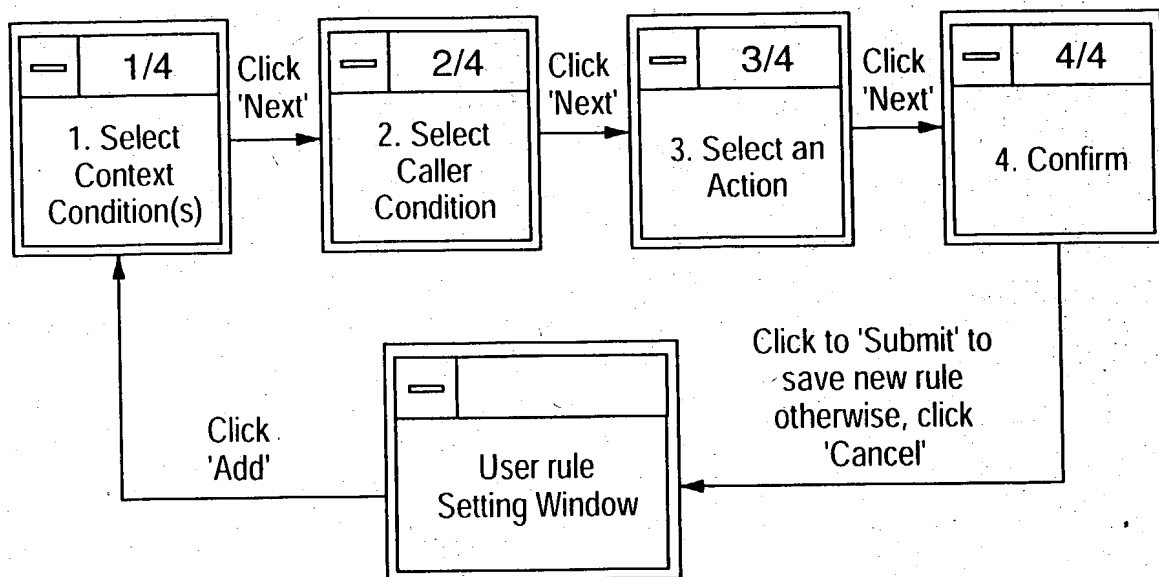 1/4
1. Select
Context
Condition(s)
Click
'Next'
2/4
2. Select
Caller
Condition
Click
'Next'
3/4
3. Select an
Action
Click
'Next'
4/4
4. Confirm
Click to 'Submit' to
save new rule
otherwise, click
'Cancel'
User rule
Setting Window
Click
'Add'